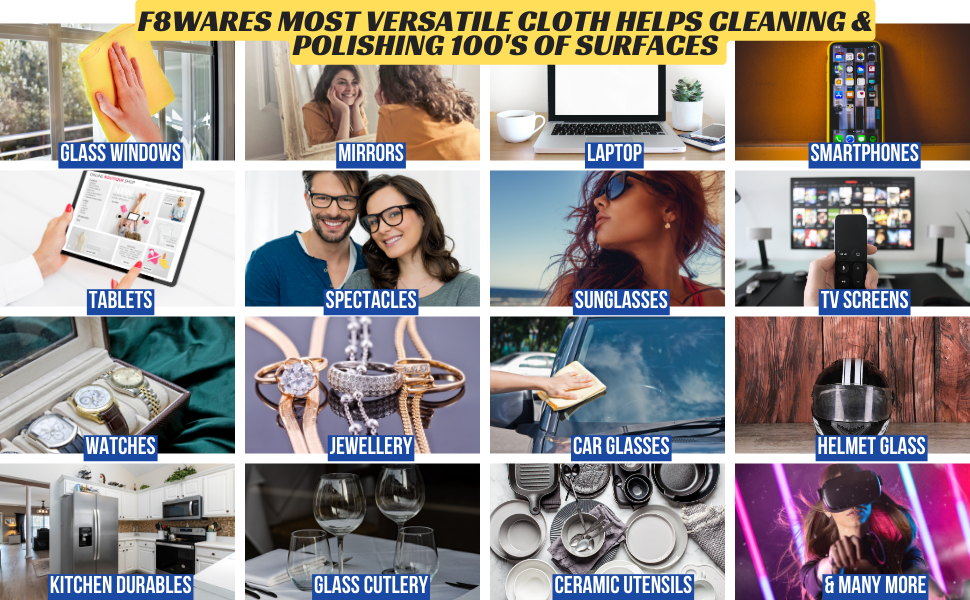 F8WARES MOST VERSATILE CLOTH HELPS CLEANING &
POLISHING 100'S OF SURFACES
GLASS WINDOWS
MIRRORS
LAPTOP
SMARTPHONES
TABLETS
SPECTACLES
SUNGLASSES
TV SCREENS
WATCHES
JEWELLERY
CAR GLASSES
HELMET GLASS
KITCHEN DURABLES
GLASS CUTLERY
CERAMIC UTENSILS
& MANY MORE